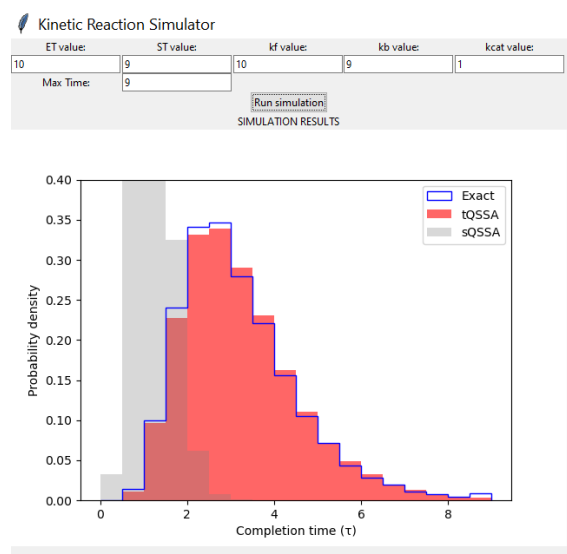 Kinetic Reaction Simulator
ET value: ST value: kf value: kb value: kcat value:
10 9 10 9 1
Max Time: 9
Run simulation
SIMULATION RESULTS
0.40
0.35
0.30
0.25
0.20
0.15
0.10
0.05
0.00
Probability density
Exact
tQSSA
sQSSA
0 2 4 6 8
Completion time (τ)